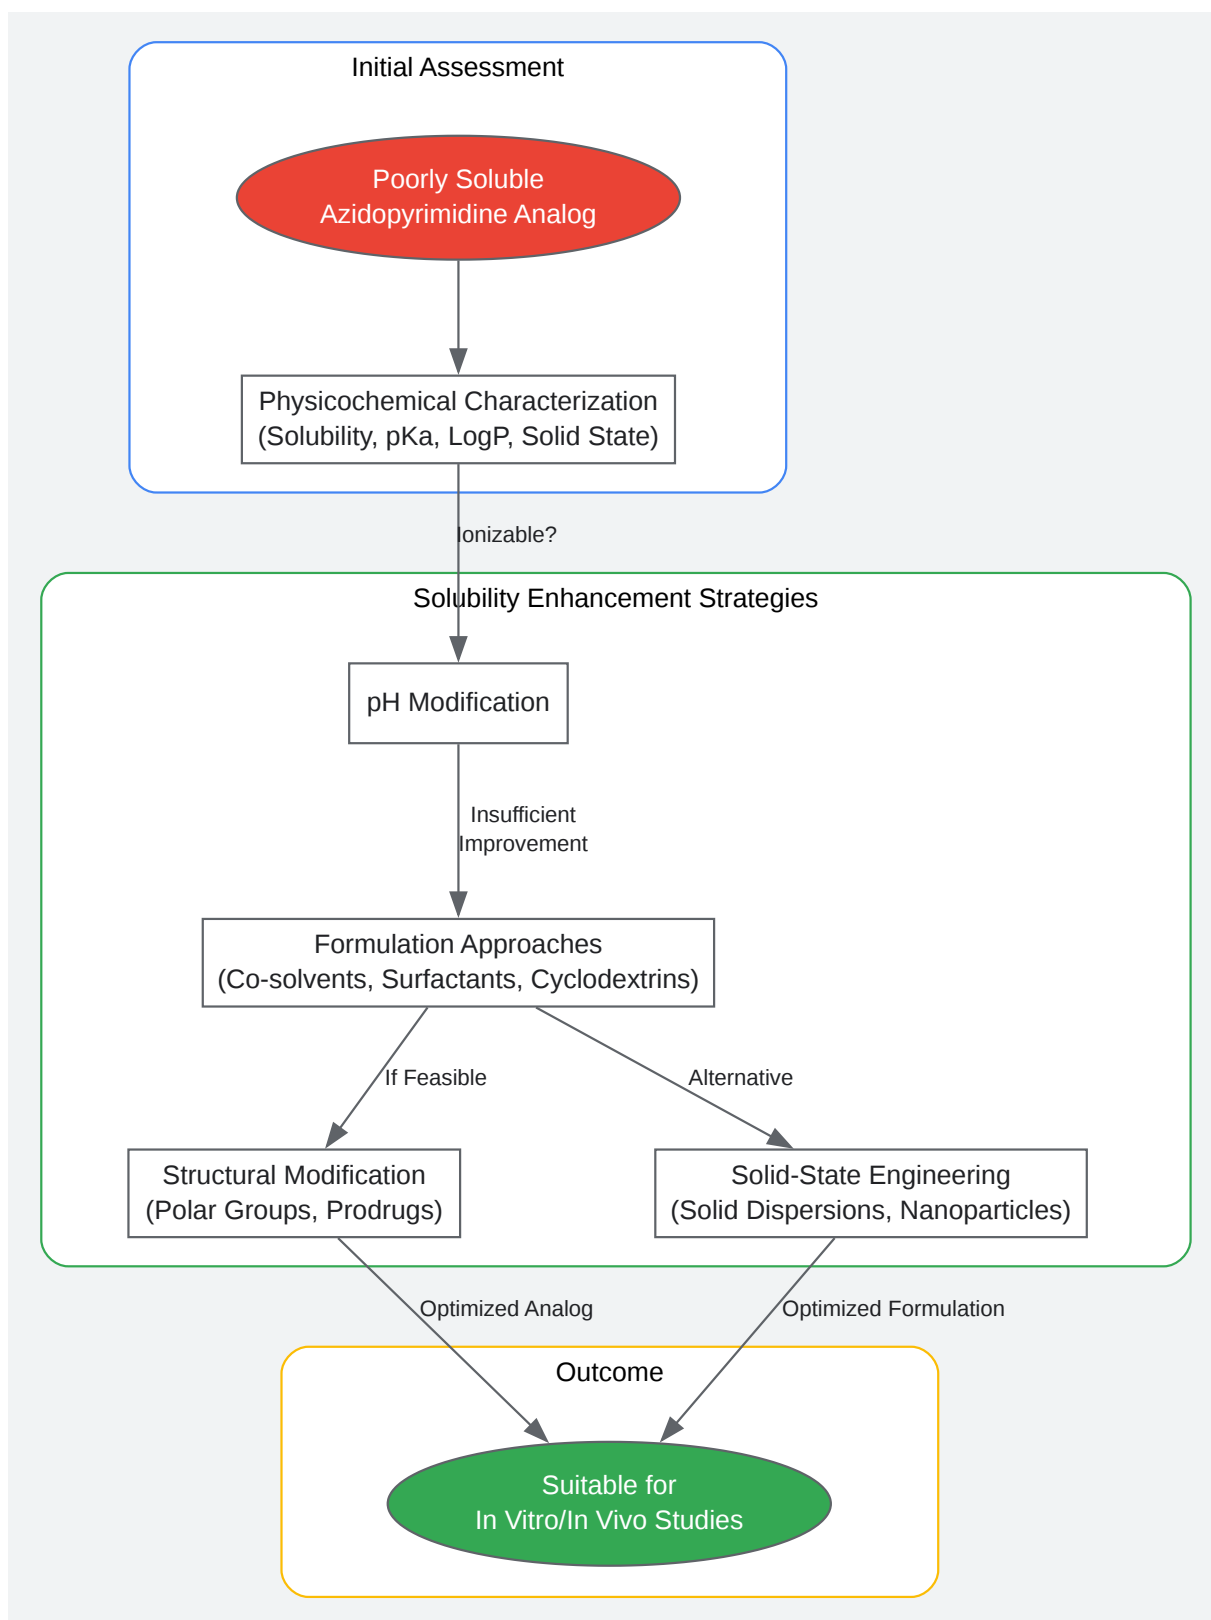 Initial Assessment
Poorly Soluble
Azidopyrimidine Analog
Physicochemical Characterization
(Solubility, pKa, LogP, Solid State)
Ionizable?
Solubility Enhancement Strategies
pH Modification
Insufficient
Improvement
Formulation Approaches
(Co-solvents, Surfactants, Cyclodextrins)
If Feasible
Alternative
Structural Modification
(Polar Groups, Prodrugs)
Solid-State Engineering
(Solid Dispersions, Nanoparticles)
Optimized Analog
Optimized Formulation
Outcome
Suitable for
In Vitro/In Vivo Studies